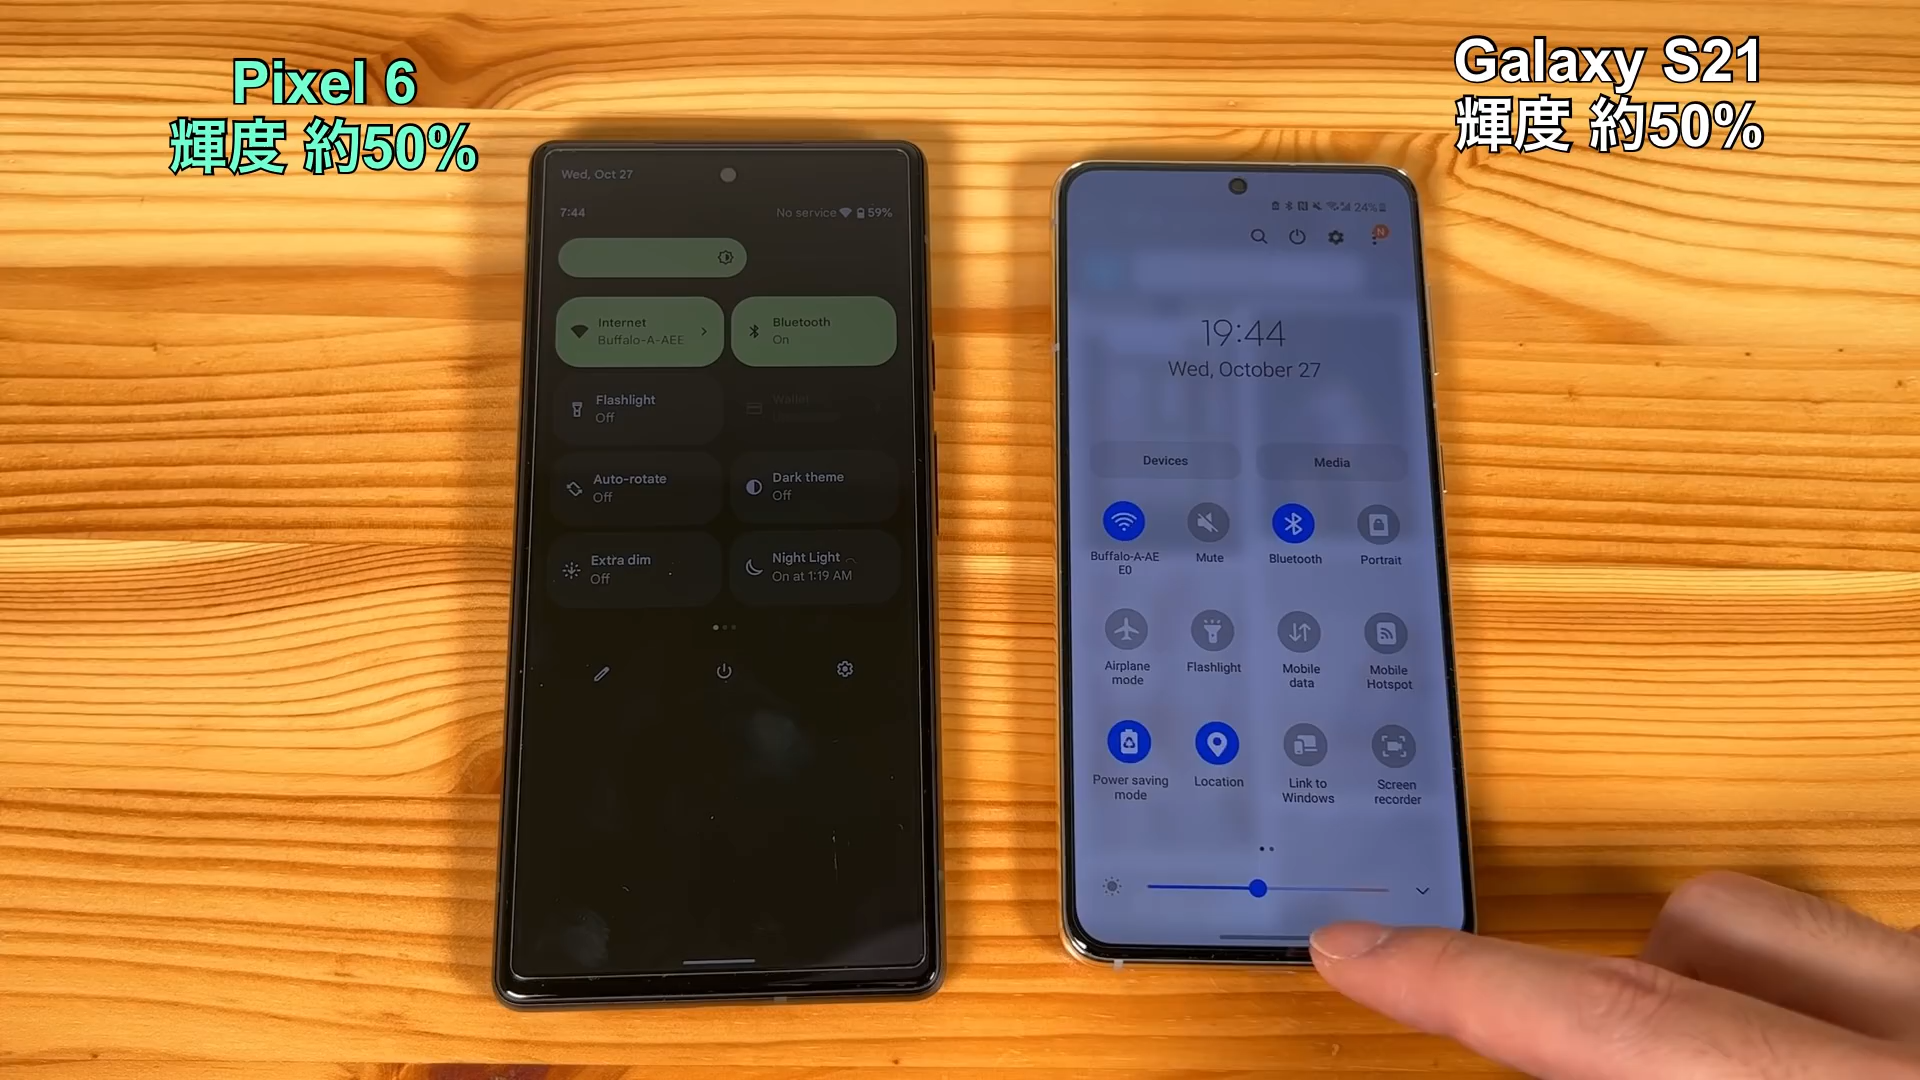 Pixel 6
輝度 約50%
Galaxy S21
輝度 約50%
Wed, Oct 27
7:44
No service 59%
Internet
Buffalo-A-AEE
Bluetooth
On
Flashlight
Off
Wallet
Auto-rotate
Off
Dark theme
Off
Extra dim
Off
Night Light
On at 1:19 AM
24%
N
19:44
Wed, October 27
Devices
Media
Buffalo-A-AE
E0
Mute
Bluetooth
Portrait
Airplane
mode
Flashlight
Mobile
data
Mobile
Hotspot
Power saving
mode
Location
Link to
Windows
Screen
recorder